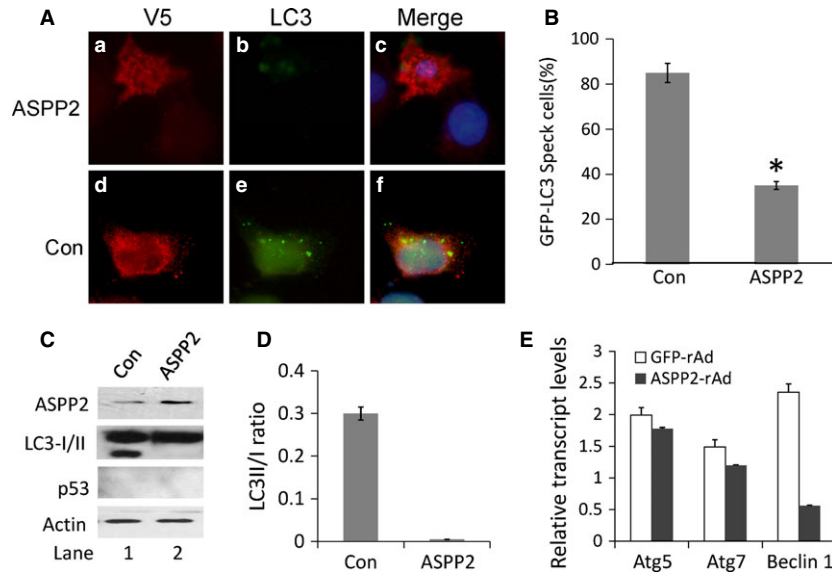 A
V5
LC3
Merge
a
b
c
ASPP2
d
e
f
Con
B
GFP-LC3 Speck cells(%)
100
80
60
40
20
0
*
Con
ASPP2
C
Con
ASPP2
ASPP2
LC3-I/II
p53
Actin
Lane
1
2
D
LC3II/I ratio
0.4
0.3
0.2
0.1
0
Con
ASPP2
E
Relative transcript levels
3
2.5
2
1.5
1
0.5
0
GFP-rAd
ASPP2-rAd
Atg5
Atg7
Beclin 1